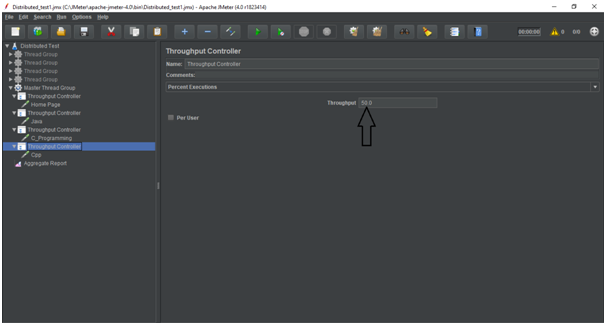 Distributed_test1.jmx (C:\JMeter\apache-jmeter-4.0\bin\Distributed_test1.jmx) - Apache JMeter (4.0 r1823414)
File Edit Search Run Options Help
00:00:00 0 0/0
Distributed Test
Thread Group
Thread Group
Thread Group
Thread Group
Master Thread Group
Throughput Controller
Home Page
Throughput Controller
Java
Throughput Controller
C_Programming
Throughput Controller
Cpp
Aggregate Report
Throughput Controller
Name: Throughput Controller
Comments:
Percent Executions
Throughput 50.0
Per User